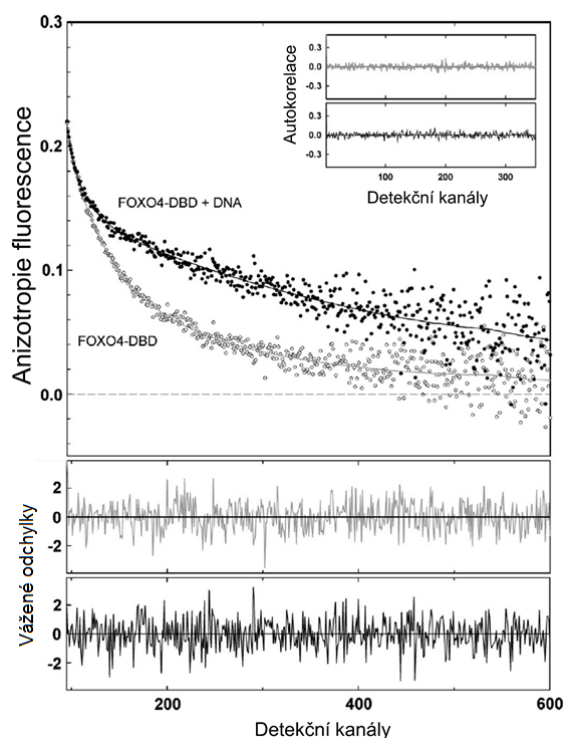 0.3
0.2
0.1
0.0
Anizotropie fluorescence
FOXO4-DBD + DNA
FOXO4-DBD
0.3
0.0
-0.3
0.3
0.0
-0.3
Autokorelace
100 200 300
Detekční kanály
2
0
-2
2
0
-2
Vážené odchylky
200 400 600
Detekční kanály